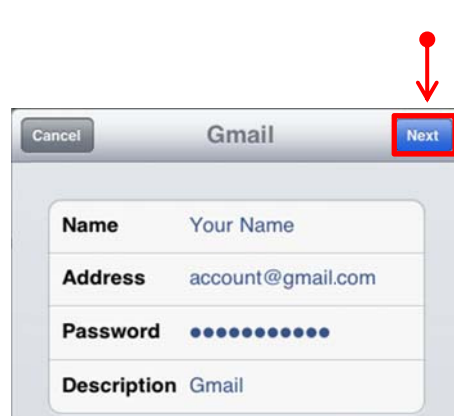 Cancel Gmail Next
Name Your Name
Address account@gmail.com
Password ●●●●●●●●●●●
Description Gmail